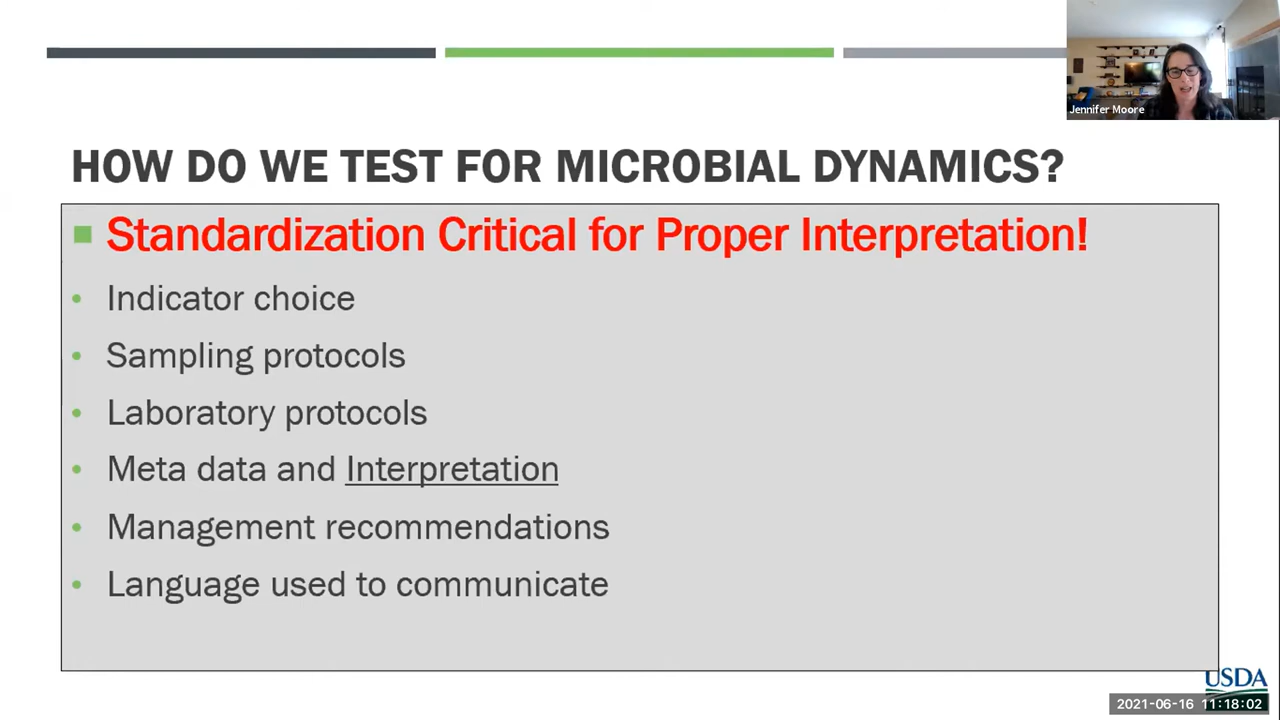 Jennifer Moore
HOW DO WE TEST FOR MICROBIAL DYNAMICS?
Standardization Critical for Proper Interpretation!
Indicator choice
Sampling protocols
Laboratory protocols
Meta data and Interpretation
Management recommendations
Language used to communicate
USDA
2021-06-16 11:18:02